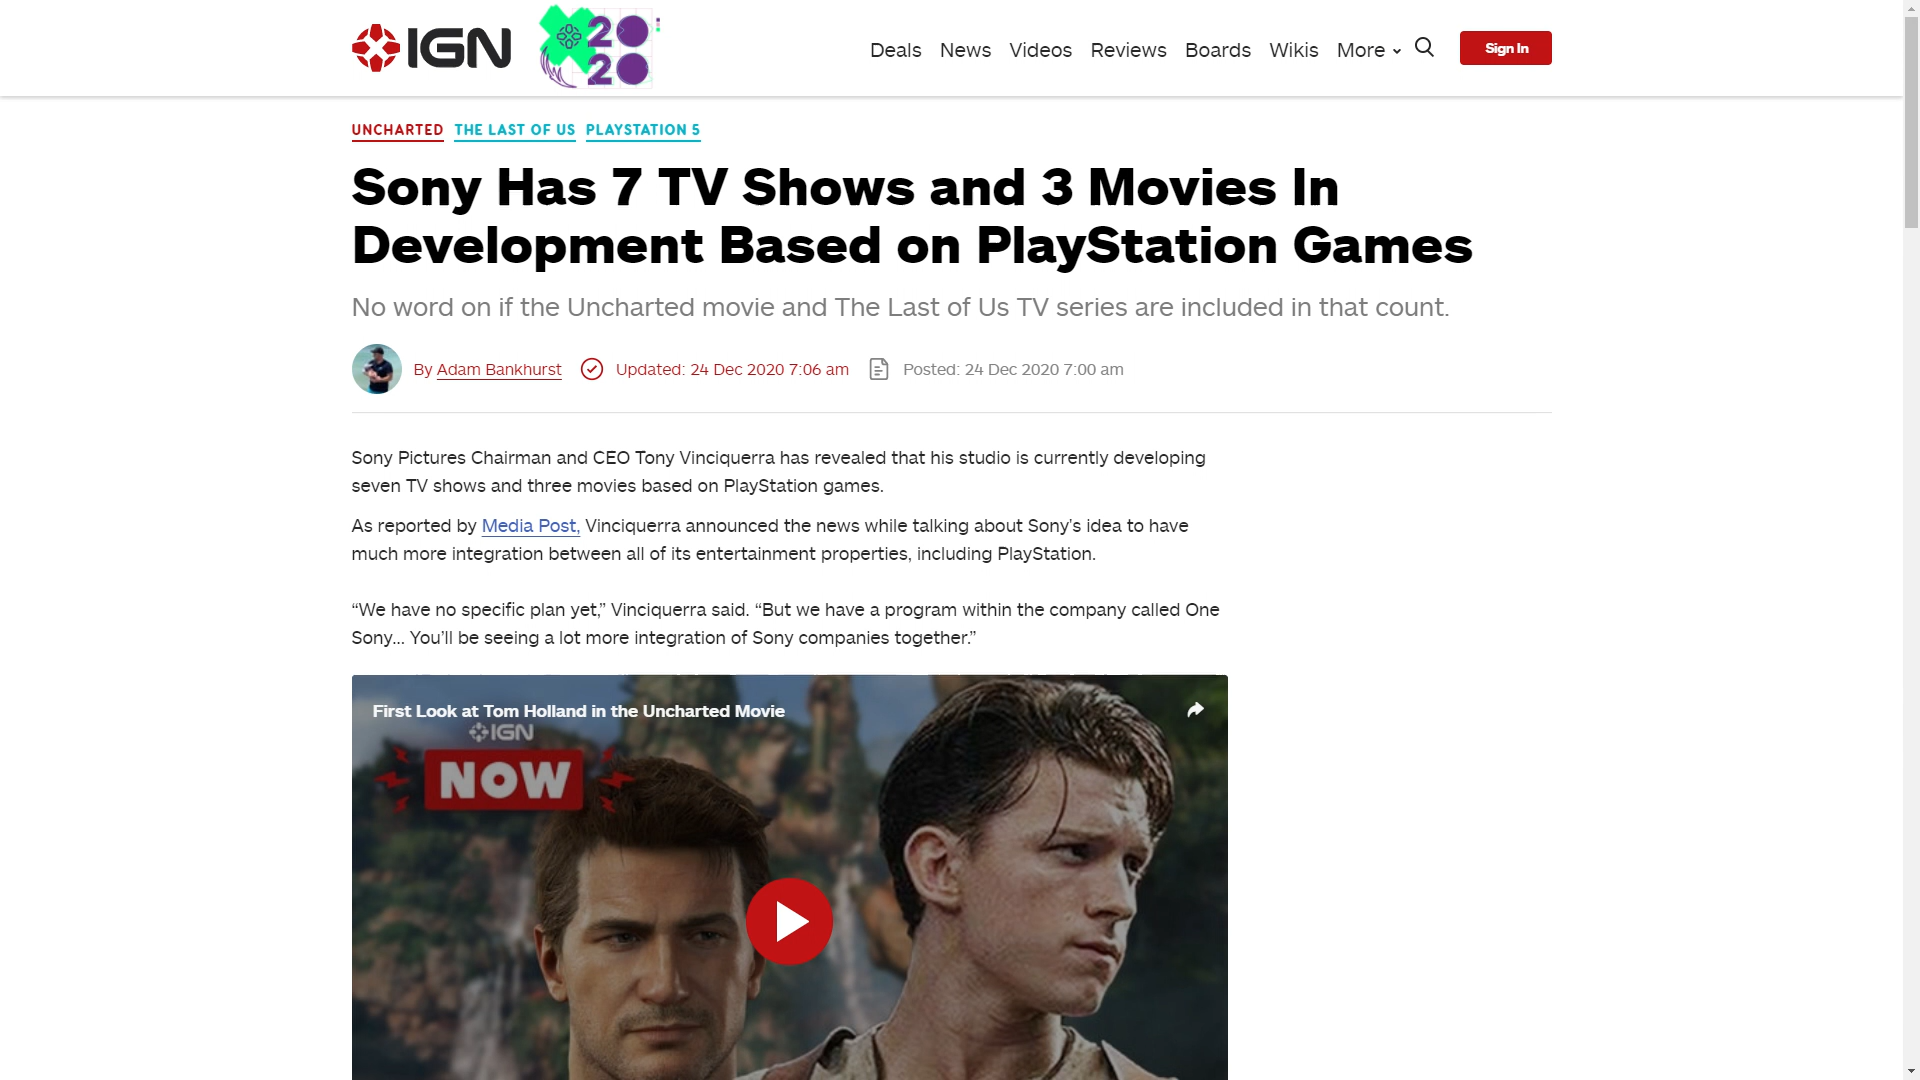 IGN
2020
Deals News Videos Reviews Boards Wikis More
Sign In
UNCHARTED THE LAST OF US PLAYSTATION 5
Sony Has 7 TV Shows and 3 Movies In
Development Based on PlayStation Games
No word on if the Uncharted movie and The Last of Us TV series are included in that count.
By Adam Bankhurst Updated: 24 Dec 2020 7:06 am Posted: 24 Dec 2020 7:00 am
Sony Pictures Chairman and CEO Tony Vinciquerra has revealed that his studio is currently developing
seven TV shows and three movies based on PlayStation games.
As reported by Media Post, Vinciquerra announced the news while talking about Sony's idea to have
much more integration between all of its entertainment properties, including PlayStation.
“We have no specific plan yet,” Vinciquerra said. “But we have a program within the company called One
Sony... You’ll be seeing a lot more integration of Sony companies together.”
First Look at Tom Holland in the Uncharted Movie
IGN
NOW